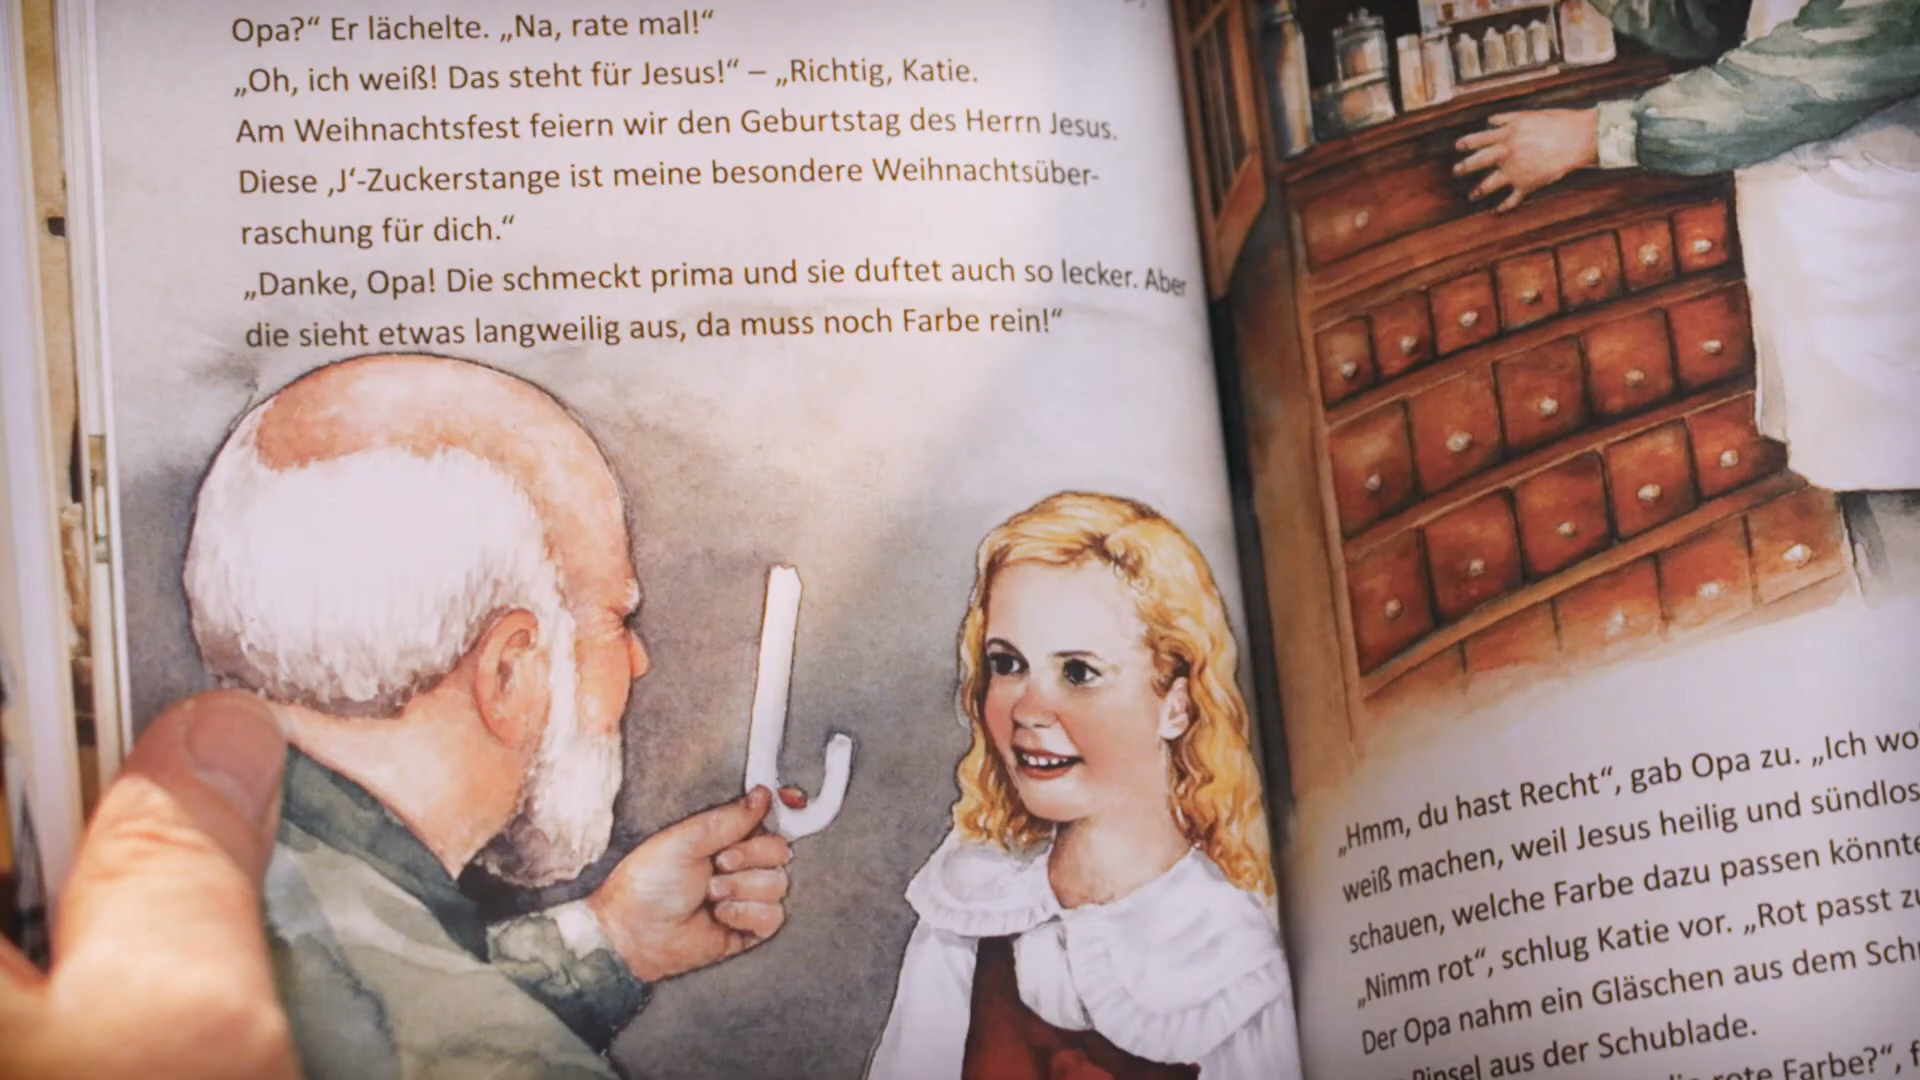 Opa?“ Er lächelte. „Na, rate mal!“
„Oh, ich weiß! Das steht für Jesus!“ – „Richtig, Katie.
Am Weihnachtsfest feiern wir den Geburtstag des Herrn Jesus.
Diese ‚J‘-Zuckerstange ist meine besondere Weihnachtsüber-
raschung für dich.“
„Danke, Opa! Die schmeckt prima und sie duftet auch so lecker. Aber
die sieht etwas langweilig aus, da muss noch Farbe rein!“
„Hmm, du hast Recht“, gab Opa zu. „Ich
weiß machen, weil Jesus heilig und sündlos
schauen, welche Farbe dazu passen
„Nimm rot“, schlug Katie vor. „Rot passt
Der Opa nahm ein Gläschen aus dem
Pinsel aus der Schublade.
rote Farbe?“,